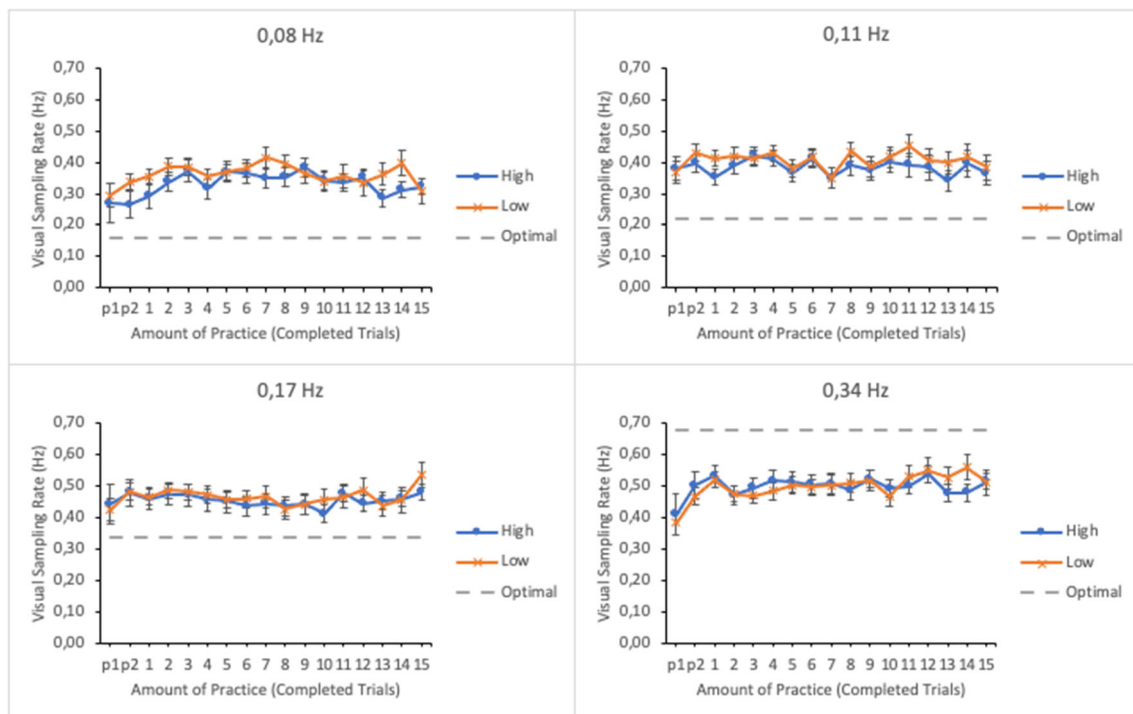 0,08 Hz
Visual Sampling Rate (Hz)
0,70
0,60
0,50
0,40
0,30
0,20
0,10
0,00
p1 p2 1 2 3 4 5 6 7 8 9 10 11 12 13 14 15
Amount of Practice (Completed Trials)
High
Low
Optimal
0,11 Hz
Visual Sampling Rate (Hz)
0,70
0,60
0,50
0,40
0,30
0,20
0,10
0,00
p1 p2 1 2 3 4 5 6 7 8 9 10 11 12 13 14 15
Amount of Practice (Completed Trials)
High
Low
Optimal
0,17 Hz
Visual Sampling Rate (Hz)
0,70
0,60
0,50
0,40
0,30
0,20
0,10
0,00
p1 p2 1 2 3 4 5 6 7 8 9 10 11 12 13 14 15
Amount of Practice (Completed Trials)
High
Low
Optimal
0,34 Hz
Visual Sampling Rate (Hz)
0,70
0,60
0,50
0,40
0,30
0,20
0,10
0,00
p1 p2 1 2 3 4 5 6 7 8 9 10 11 12 13 14 15
Amount of Practice (Completed Trials)
High
Low
Optimal